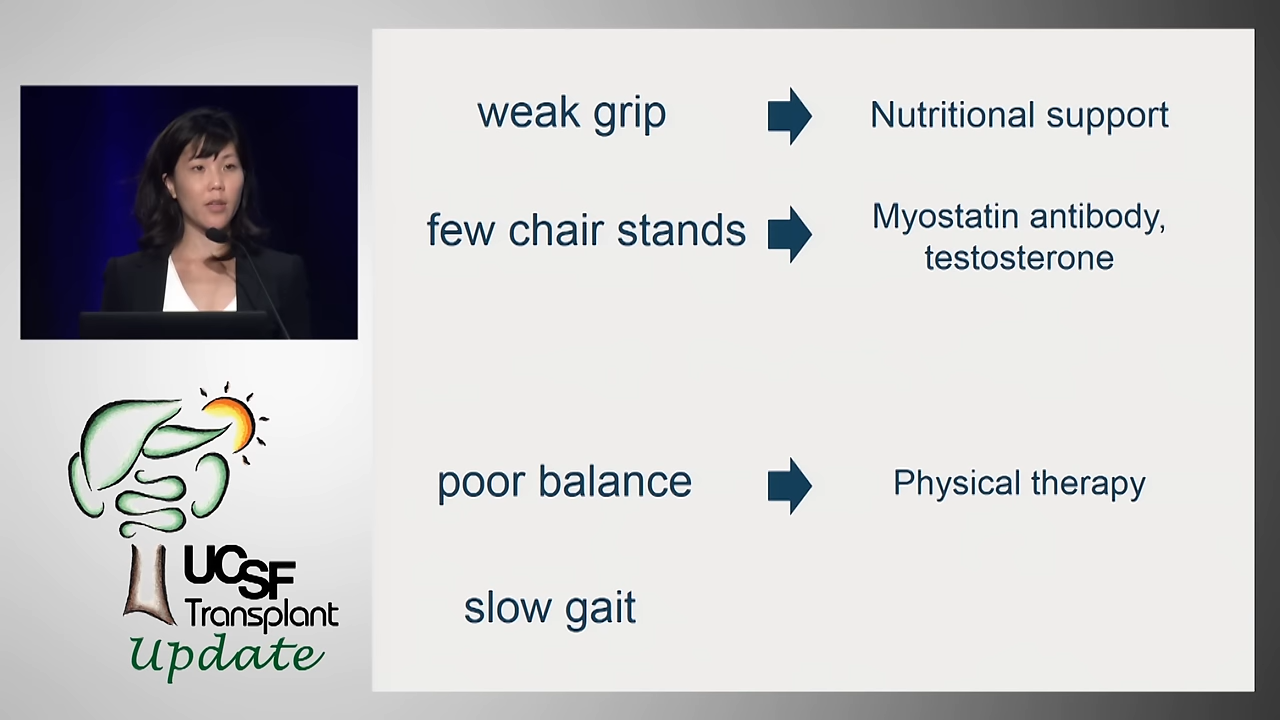 weak grip
Nutritional support
few chair stands
Myostatin antibody,
testosterone
poor balance
Physical therapy
slow gait
UCSF
Transplant
Update